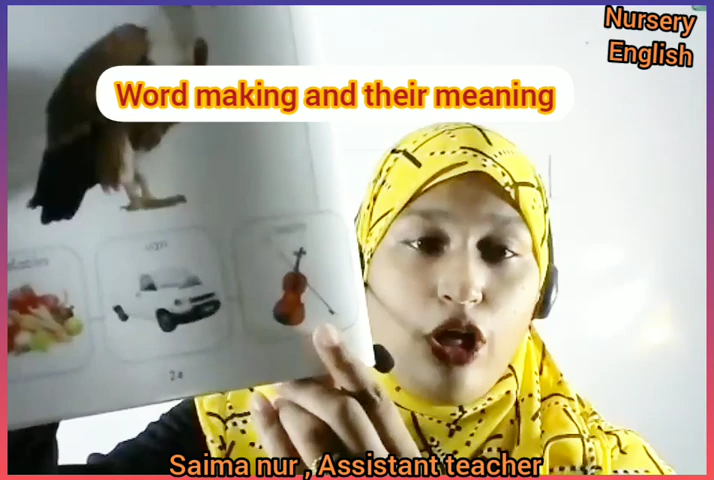 Nursery
English
Word making and their meaning
Saima nur , Assistant teacher